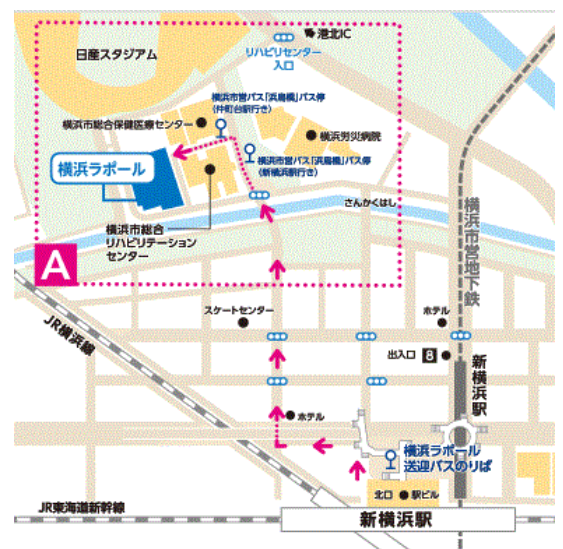 港北IC
日産スタジアム
リハビリセンター
入口
横浜市営バス「浜鳥橋」バス停
(仲町台駅行き)
横浜市総合保健医療センター
横浜労災病院
横浜市営バス「浜鳥橋」バス停
(新横浜駅行き)
横浜ラポール
さんかくはし
横浜市総合
リハビリテーション
センター
A
横浜市営地下鉄
スケートセンター
ホテル
JR横浜線
出入口 8
新横浜駅
ホテル
横浜ラポール
送迎バスのりば
北口
駅ビル
JR東海道新幹線
新横浜駅